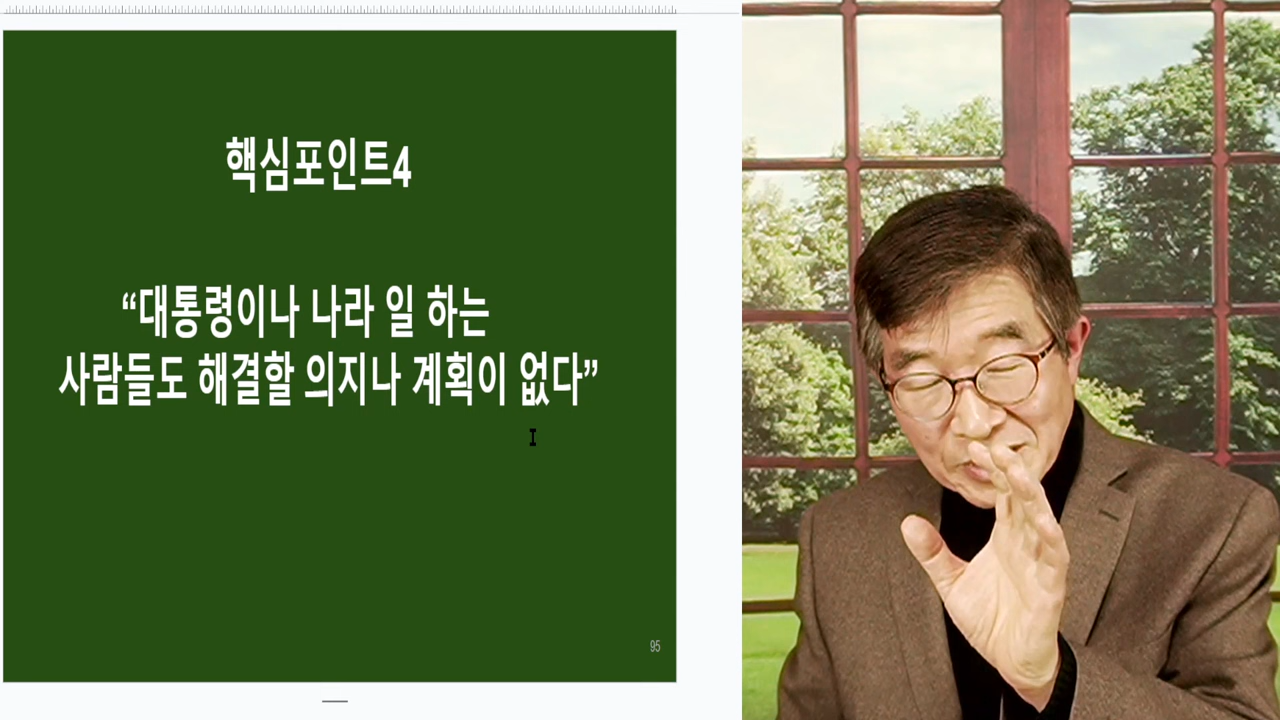 핵심포인트4
“대통령이나 나라 일 하는
사람들도 해결할 의지나 계획이 없다”
95